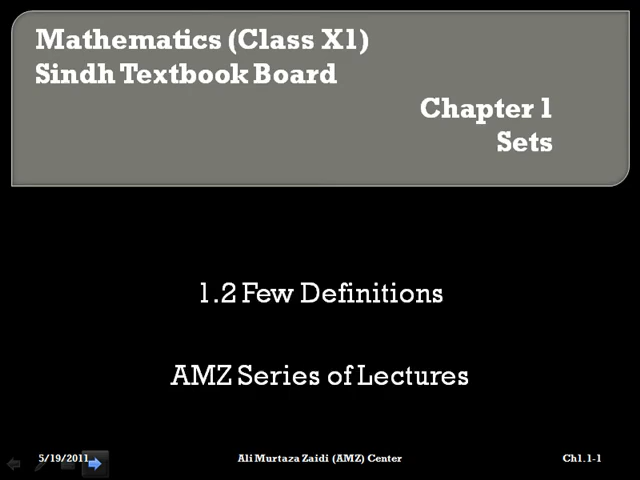 Mathematics (Class X1)
Sindh Textbook Board
Chapter 1
Sets
1.2 Few Definitions
AMZ Series of Lectures
5/19/2011
Ali Murtaza Zaidi (AMZ) Center
Ch1.1-1